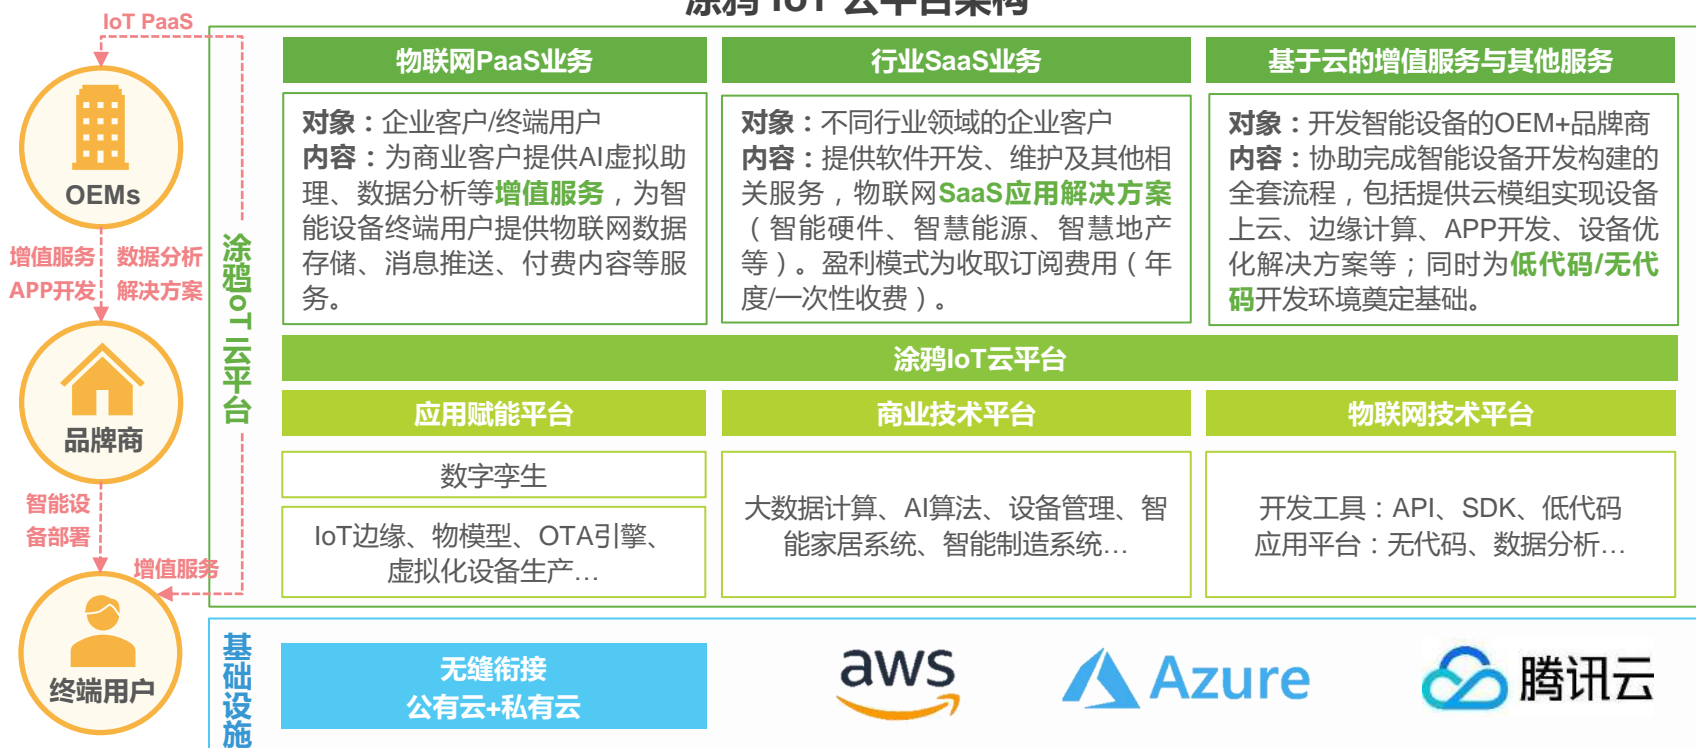 涂鸦 IoT 云平台架构
IoT PaaS
OEMs
增值服务
APP开发
数据分析
解决方案
品牌商
智能设
备部署
增值服务
终端用户
涂鸦IoT云平台
物联网PaaS业务
对象：企业客户/终端用户
内容：为商业客户提供AI虚拟助
理、数据分析等增值服务，为智
能设备终端用户提供物联网数据
存储、消息推送、付费内容等服
务。
行业SaaS业务
对象：不同行业领域的企业客户
内容：提供软件开发、维护及其他相
关服务，物联网SaaS应用解决方案
（智能硬件、智慧能源、智慧地产
等）。盈利模式为收取订阅费用（年
度/一次性收费）。
基于云的增值服务与其他服务
对象：开发智能设备的OEM+品牌商
内容：协助完成智能设备开发构建的
全套流程，包括提供云模组实现设备
上云、边缘计算、APP开发、设备优
化解决方案等；同时为低代码/无代
码开发环境奠定基础。
涂鸦IoT云平台
应用赋能平台
数字孪生
IoT边缘、物模型、OTA引擎、
虚拟化设备生产…
商业技术平台
大数据计算、AI算法、设备管理、智
能家居系统、智能制造系统…
物联网技术平台
开发工具：API、SDK、低代码
应用平台：无代码、数据分析…
基础设施
无缝衔接
公有云+私有云
aws
Azure
腾讯云